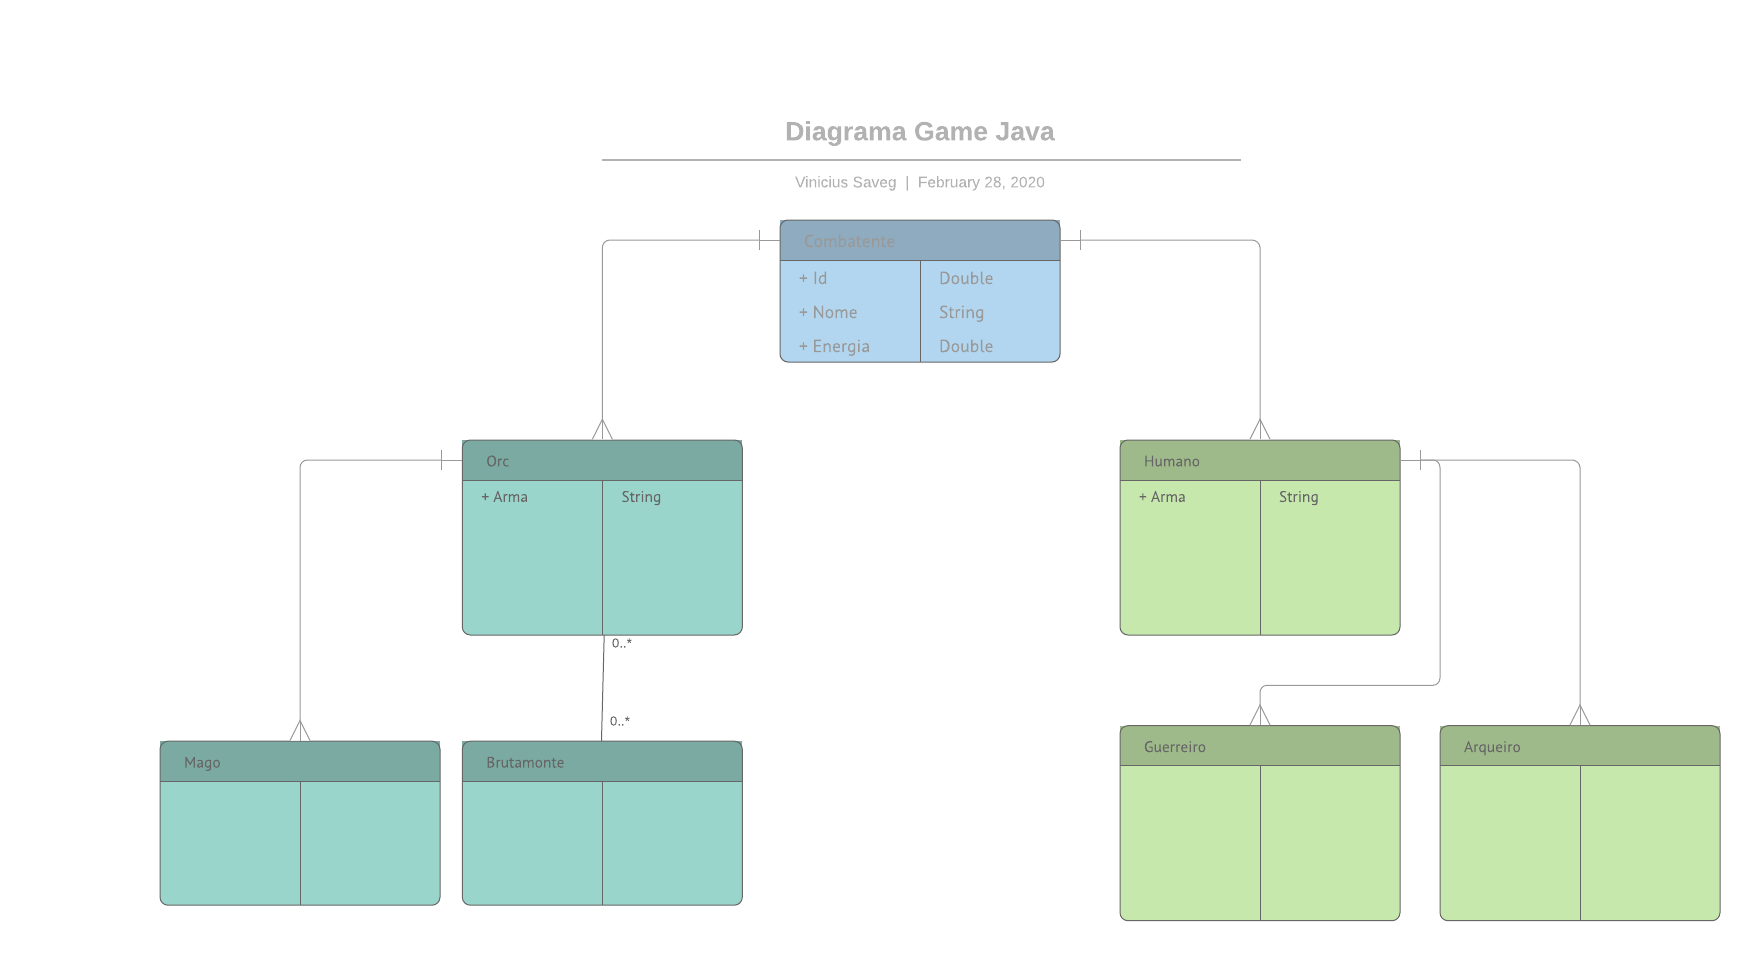 Diagrama Game Java
Vinicius Saveg | February 28, 2020
Combatente
+ Id Double
+ Nome String
+ Energia Double
Orc
+ Arma String
Humano
+ Arma String
0..*
0..*
Mago
Brutamonte
Guerreiro
Arqueiro